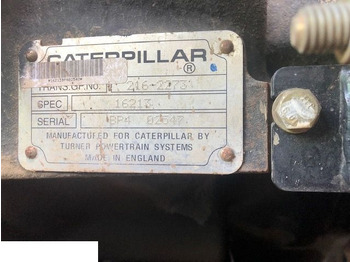 CATERPILLAR
®
TRANS.GP.No. 216-2273
SPEC 16213
SERIAL
MANUFACTURED FOR CATERPILLAR BY
TURNER POWERTRAIN SYSTEMS
MADE IN ENGLAND